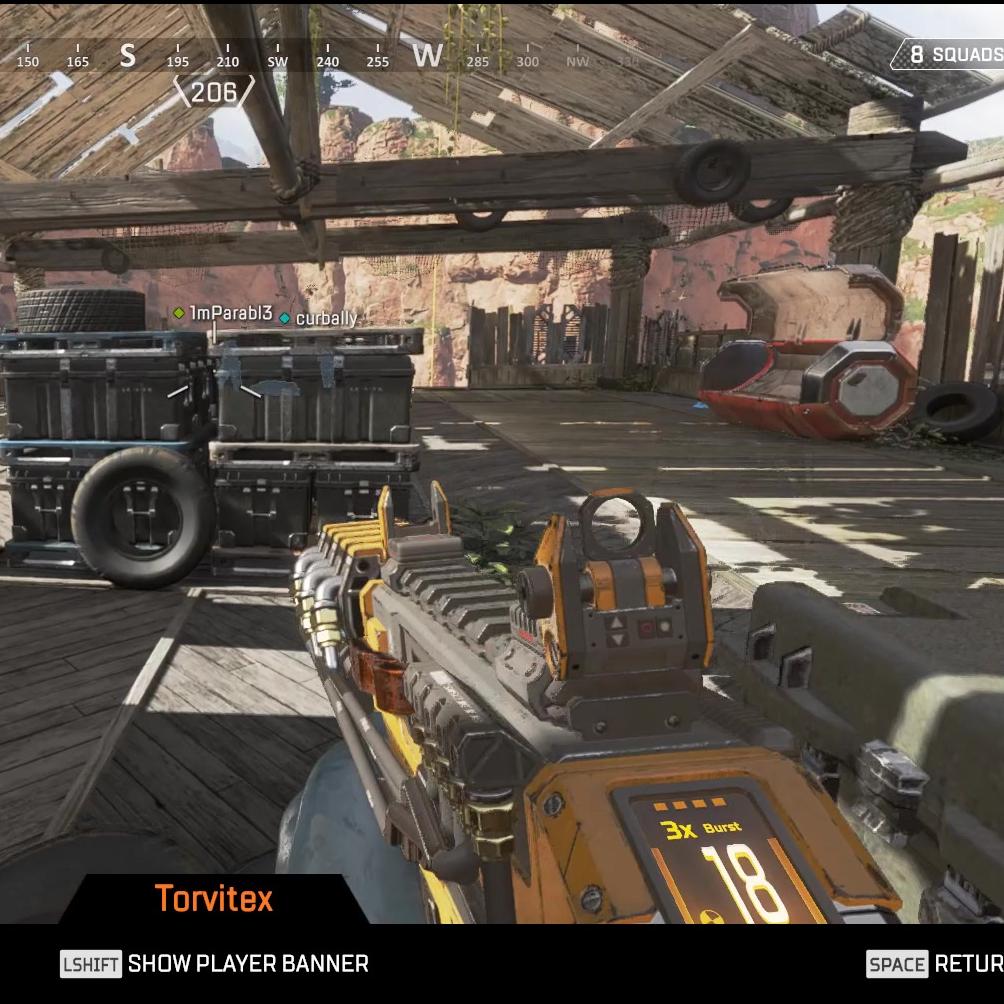 150 165 S 195 210 SW 240 255 W 285 300 NW 330
206
8 SQUADS
1mParabl3 curbally
3x Burst
18
Torvitex
LSHIFT SHOW PLAYER BANNER
SPACE RETUR